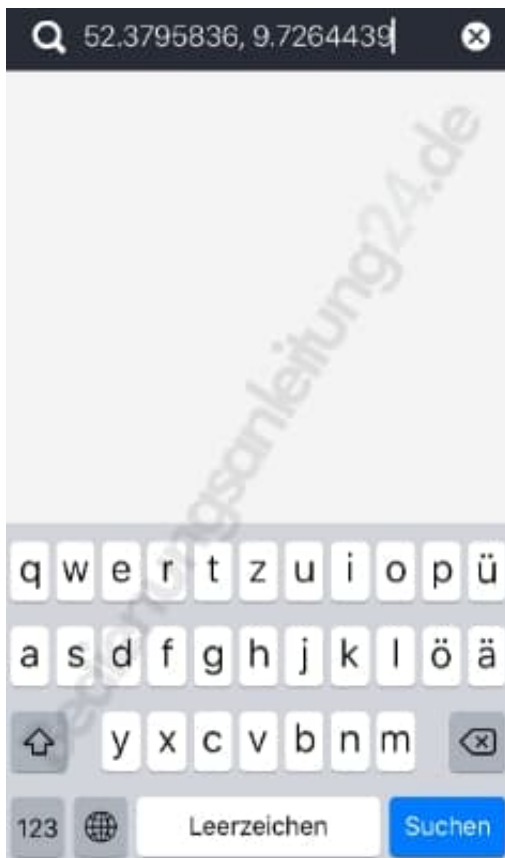 52.3795836, 9.7264439
bedienungsanleitung24.de
q w e r t z u i o p ü
a s d f g h j k l ö ä
y x c v b n m
123 Leerzeichen Suchen